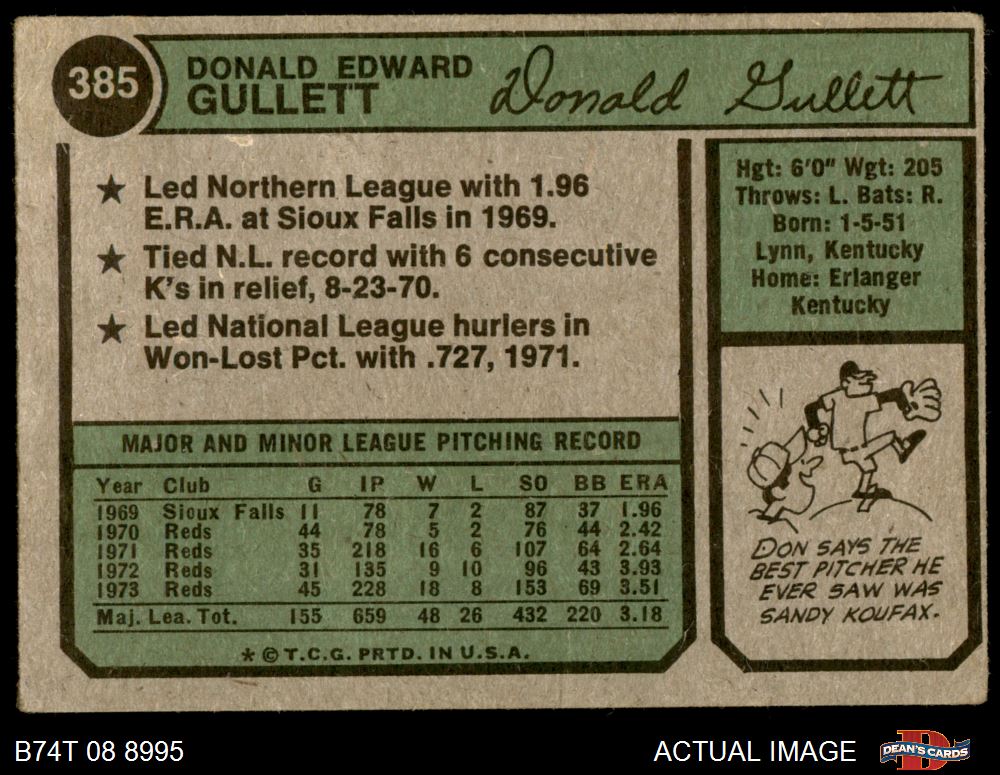 385
DONALD EDWARD
GULLETT
Donald Gullett
★ Led Northern League with 1.96
E.R.A. at Sioux Falls in 1969.
★ Tied N.L. record with 6 consecutive
K's in relief, 8-23-70.
★ Led National League hurlers in
Won-Lost Pct. with .727, 1971.
Hgt: 6'0" Wgt: 205
Throws: L. Bats: R.
Born: 1-5-51
Lynn, Kentucky
Home: Erlanger
Kentucky
MAJOR AND MINOR LEAGUE PITCHING RECORD
Year Club G IP W L SO BB ERA
1969 Sioux Falls 11 78 7 2 87 37 1.96
1970 Reds 44 78 5 2 76 44 2.42
1971 Reds 35 218 16 6 107 64 2.64
1972 Reds 31 135 9 10 96 43 3.93
1973 Reds 45 228 18 8 153 69 3.51
Maj. Lea. Tot. 155 659 48 26 432 220 3.18
* © T.C.G. PRTD. IN U.S.A.
DON SAYS THE
BEST PITCHER HE
EVER SAW WAS
SANDY KOUFAX.
B74T 08 8995
ACTUAL IMAGE
D
DEAN'S CARDS